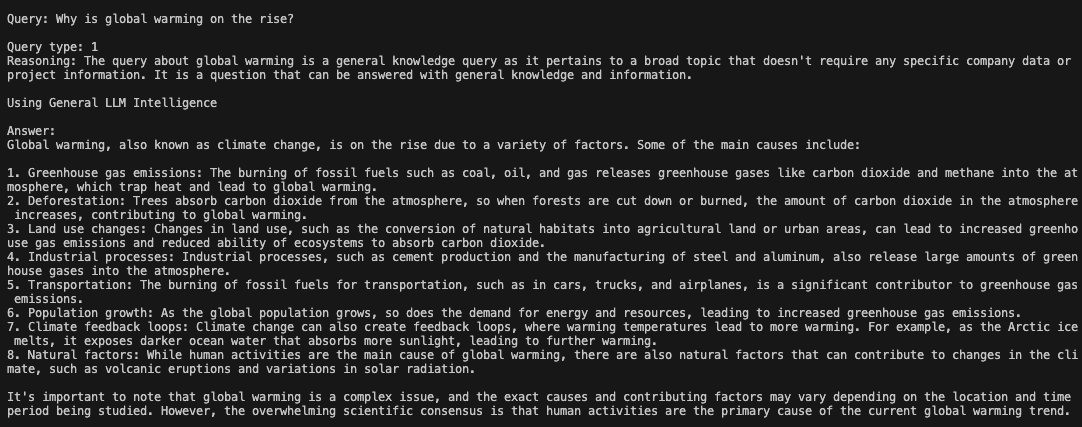 Query: Why is global warming on the rise?
Query type: 1
Reasoning: The query about global warming is a general knowledge query as it pertains to a broad topic that doesn't require any specific company data or
project information. It is a question that can be answered with general knowledge and information.
Using General LLM Intelligence
Answer:
Global warming, also known as climate change, is on the rise due to a variety of factors. Some of the main causes include:
1. Greenhouse gas emissions: The burning of fossil fuels such as coal, oil, and gas releases greenhouse gases like carbon dioxide and methane into the at
mosphere, which trap heat and lead to global warming.
2. Deforestation: Trees absorb carbon dioxide from the atmosphere, so when forests are cut down or burned, the amount of carbon dioxide in the atmosphere
increases, contributing to global warming.
3. Land use changes: Changes in land use, such as the conversion of natural habitats into agricultural land or urban areas, can lead to increased greenho
use gas emissions and reduced ability of ecosystems to absorb carbon dioxide.
4. Industrial processes: Industrial processes, such as cement production and the manufacturing of steel and aluminum, also release large amounts of green
house gases into the atmosphere.
5. Transportation: The burning of fossil fuels for transportation, such as in cars, trucks, and airplanes, is a significant contributor to greenhouse gas
emissions.
6. Population growth: As the global population grows, so does the demand for energy and resources, leading to increased greenhouse gas emissions.
7. Climate feedback loops: Climate change can also create feedback loops, where warming temperatures lead to more warming. For example, as the Arctic ice
melts, it exposes darker ocean water that absorbs more sunlight, leading to further warming.
8. Natural factors: While human activities are the main cause of global warming, there are also natural factors that can contribute to changes in the cli
mate, such as volcanic eruptions and variations in solar radiation.
It's important to note that global warming is a complex issue, and the exact causes and contributing factors may vary depending on the location and time
period being studied. However, the overwhelming scientific consensus is that human activities are the primary cause of the current global warming trend.